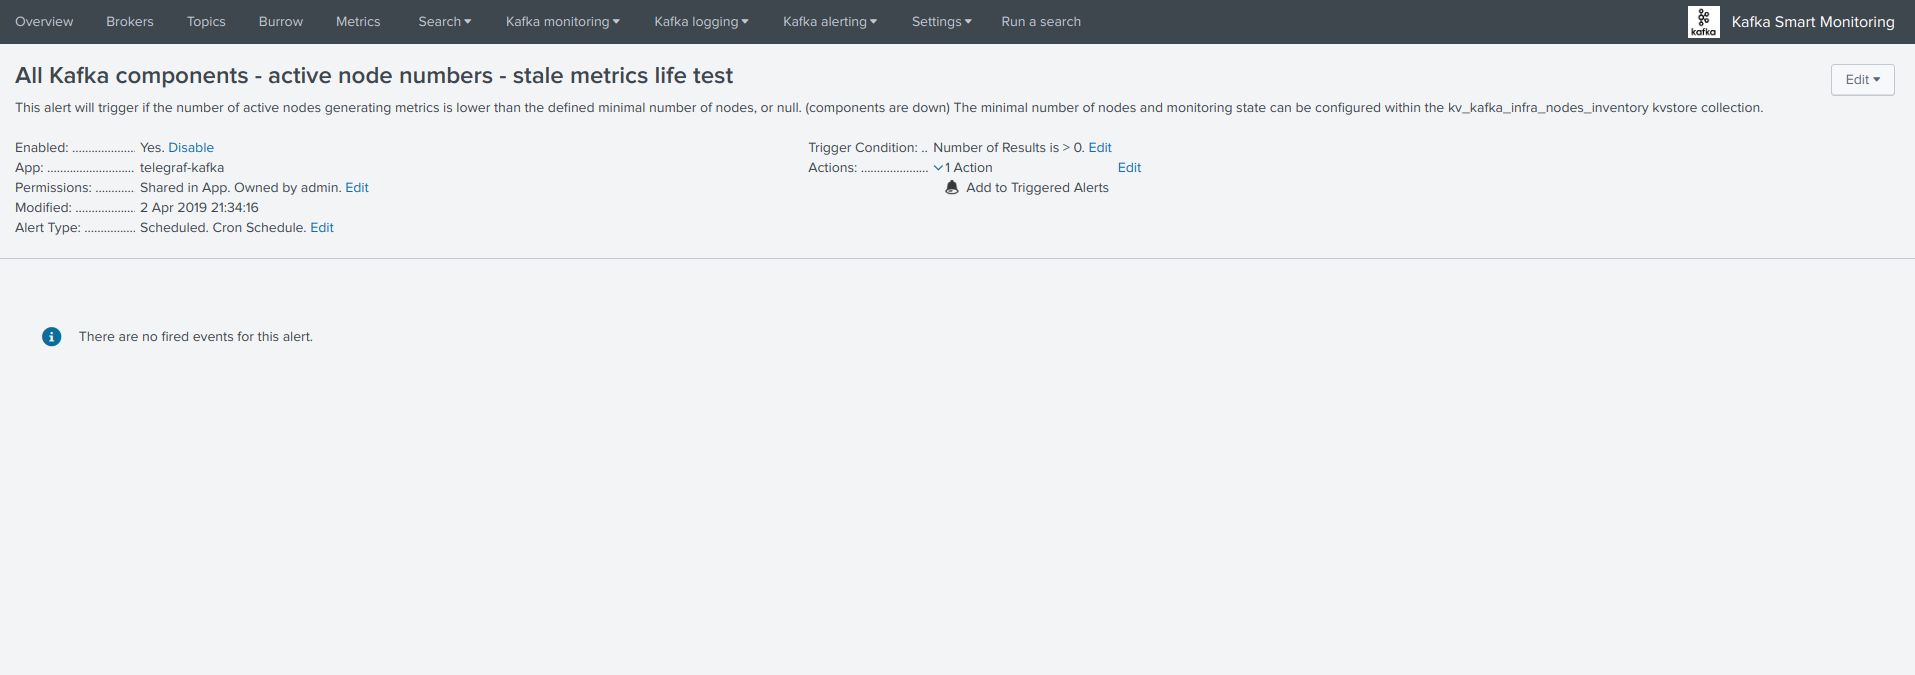 Overview Brokers Topics Burrow Metrics Search Kafka monitoring Kafka logging Kafka alerting Settings Run a search kafka Kafka Smart Monitoring
All Kafka components - active node numbers - stale metrics life test
Edit
This alert will trigger if the number of active nodes generating metrics is lower than the defined minimal number of nodes, or null. (components are down) The minimal number of nodes and monitoring state can be configured within the kv_kafka_infra_nodes_inventory kvstore collection.
Enabled: ................... Yes. Disable
App: .......................... telegraf-kafka
Permissions: ............ Shared in App. Owned by admin. Edit
Modified: .................. 2 Apr 2019 21:34:16
Alert Type: ................ Scheduled. Cron Schedule. Edit
Trigger Condition: .. Number of Results is > 0. Edit
Actions: ..................... 1 Action Edit
Add to Triggered Alerts
There are no fired events for this alert.